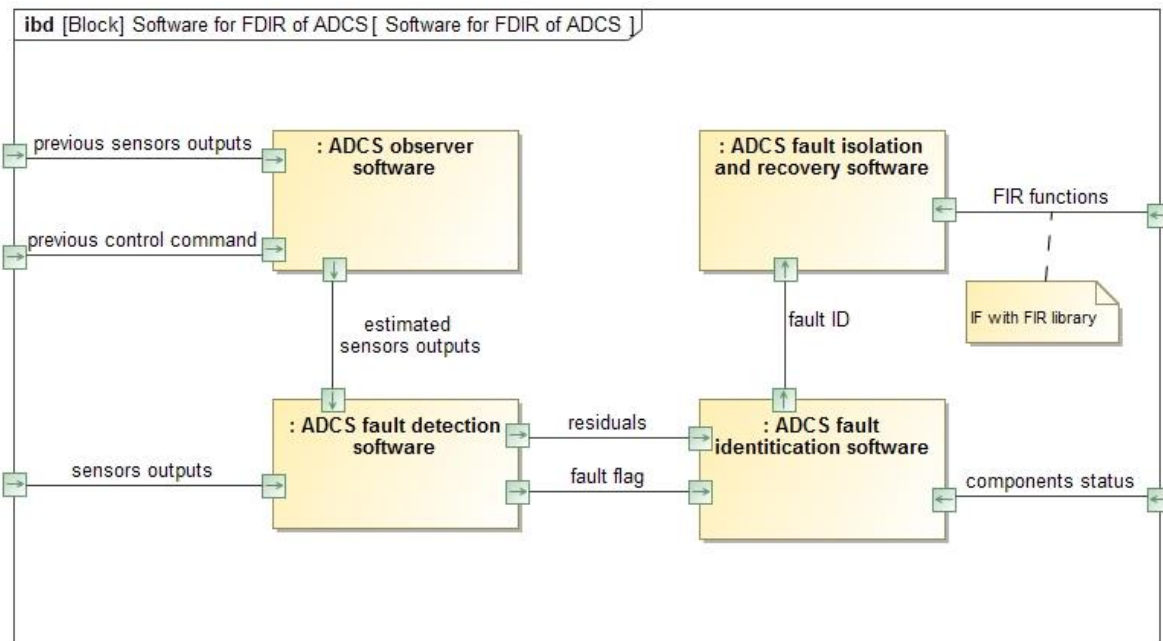 ibd [Block] Software for FDIR of ADCS [ Software for FDIR of ADCS ]
previous sensors outputs
: ADCS observer
software
previous control command
: ADCS fault isolation
and recovery software
FIR functions
IF with FIR library
estimated
sensors outputs
fault ID
: ADCS fault detection
software
residuals
fault flag
: ADCS fault
identitication software
sensors outputs
components status